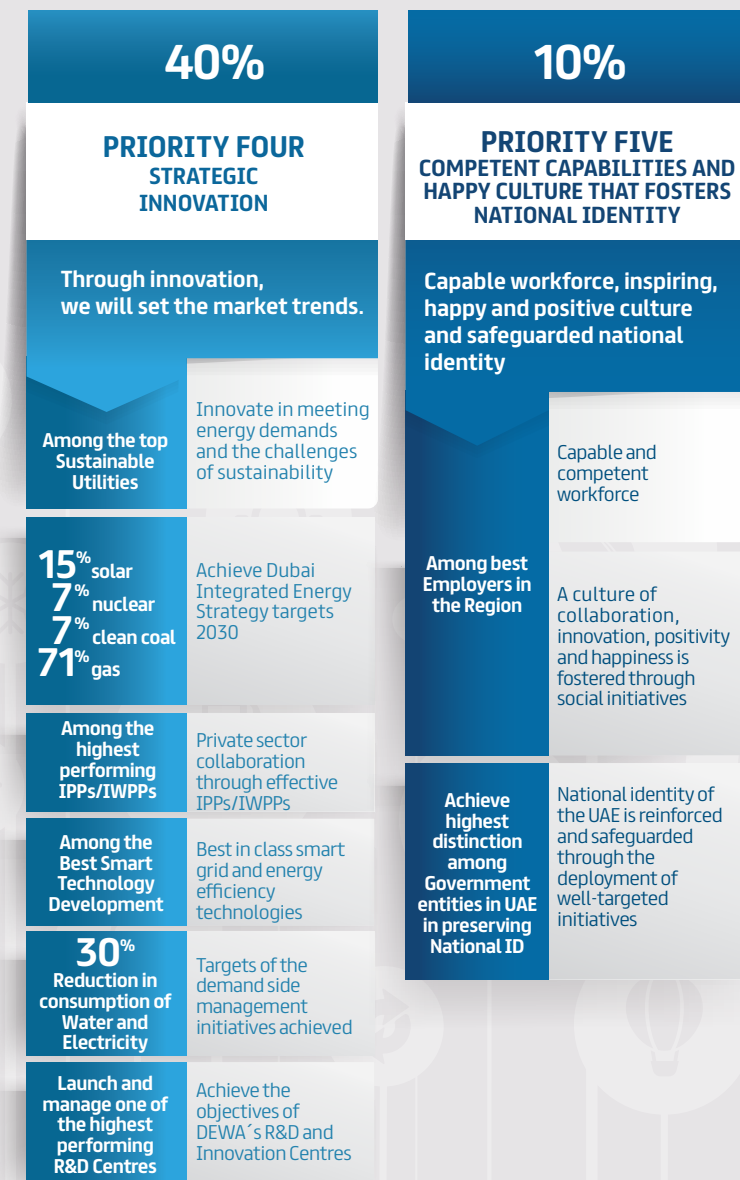 40%
PRIORITY FOUR
STRATEGIC
INNOVATION
Through innovation,
we will set the market trends.
Among the top
Sustainable
Utilities
Innovate in meeting
energy demands
and the challenges
of sustainability
15% solar
7% nuclear
7% clean coal
71% gas
Achieve Dubai
Integrated Energy
Strategy targets
2030
Among the
highest
performing
IPPs/IWPPs
Private sector
collaboration
through effective
IPPs/IWPPs
Among the
Best Smart
Technology
Development
Best in class smart
grid and energy
efficiency
technologies
30%
Reduction in
consumption of
Water and
Electricity
Targets of the
demand side
management
initiatives achieved
Launch and
manage one of
the highest
performing
R&D Centres
Achieve the
objectives of
DEWA´s R&D and
Innovation Centres
10%
PRIORITY FIVE
COMPETENT CAPABILITIES AND
HAPPY CULTURE THAT FOSTERS
NATIONAL IDENTITY
Capable workforce, inspiring,
happy and positive culture
and safeguarded national
identity
Among best
Employers in
the Region
Capable and
competent
workforce
A culture of
collaboration,
innovation, positivity
and happiness is
fostered through
social initiatives
Achieve
highest
distinction
among
Government
entities in UAE
in preserving
National ID
National identity of
the UAE is reinforced
and safeguarded
through the
deployment of
well-targeted
initiatives